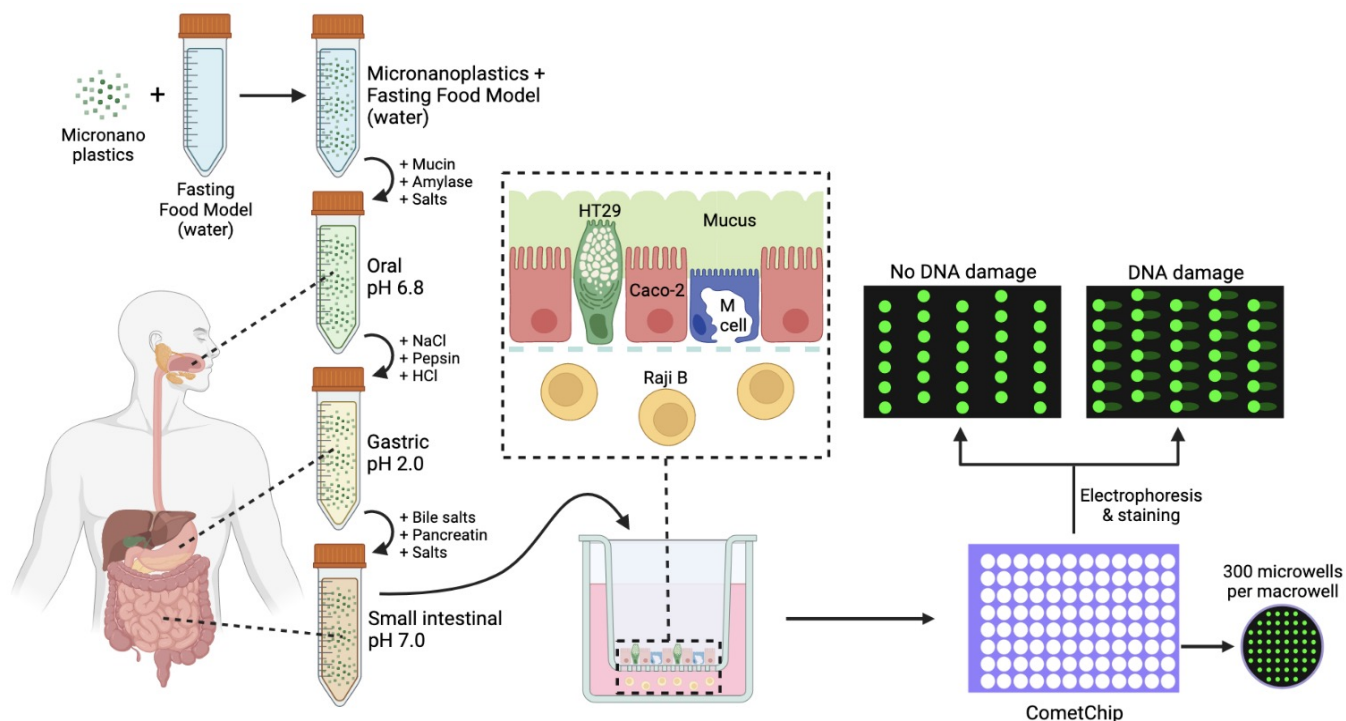 Micronano
plastics
+
Fasting
Food Model
(water)
Micronanoplastics +
Fasting Food Model
(water)
+ Mucin
+ Amylase
+ Salts
Oral
pH 6.8
+ NaCl
+ Pepsin
+ HCl
Gastric
pH 2.0
+ Bile salts
+ Pancreatin
+ Salts
Small intestinal
pH 7.0
HT29
Mucus
Caco-2
M
cell
Raji B
No DNA damage
DNA damage
Electrophoresis
& staining
300 microwells
per macrowell
CometChip